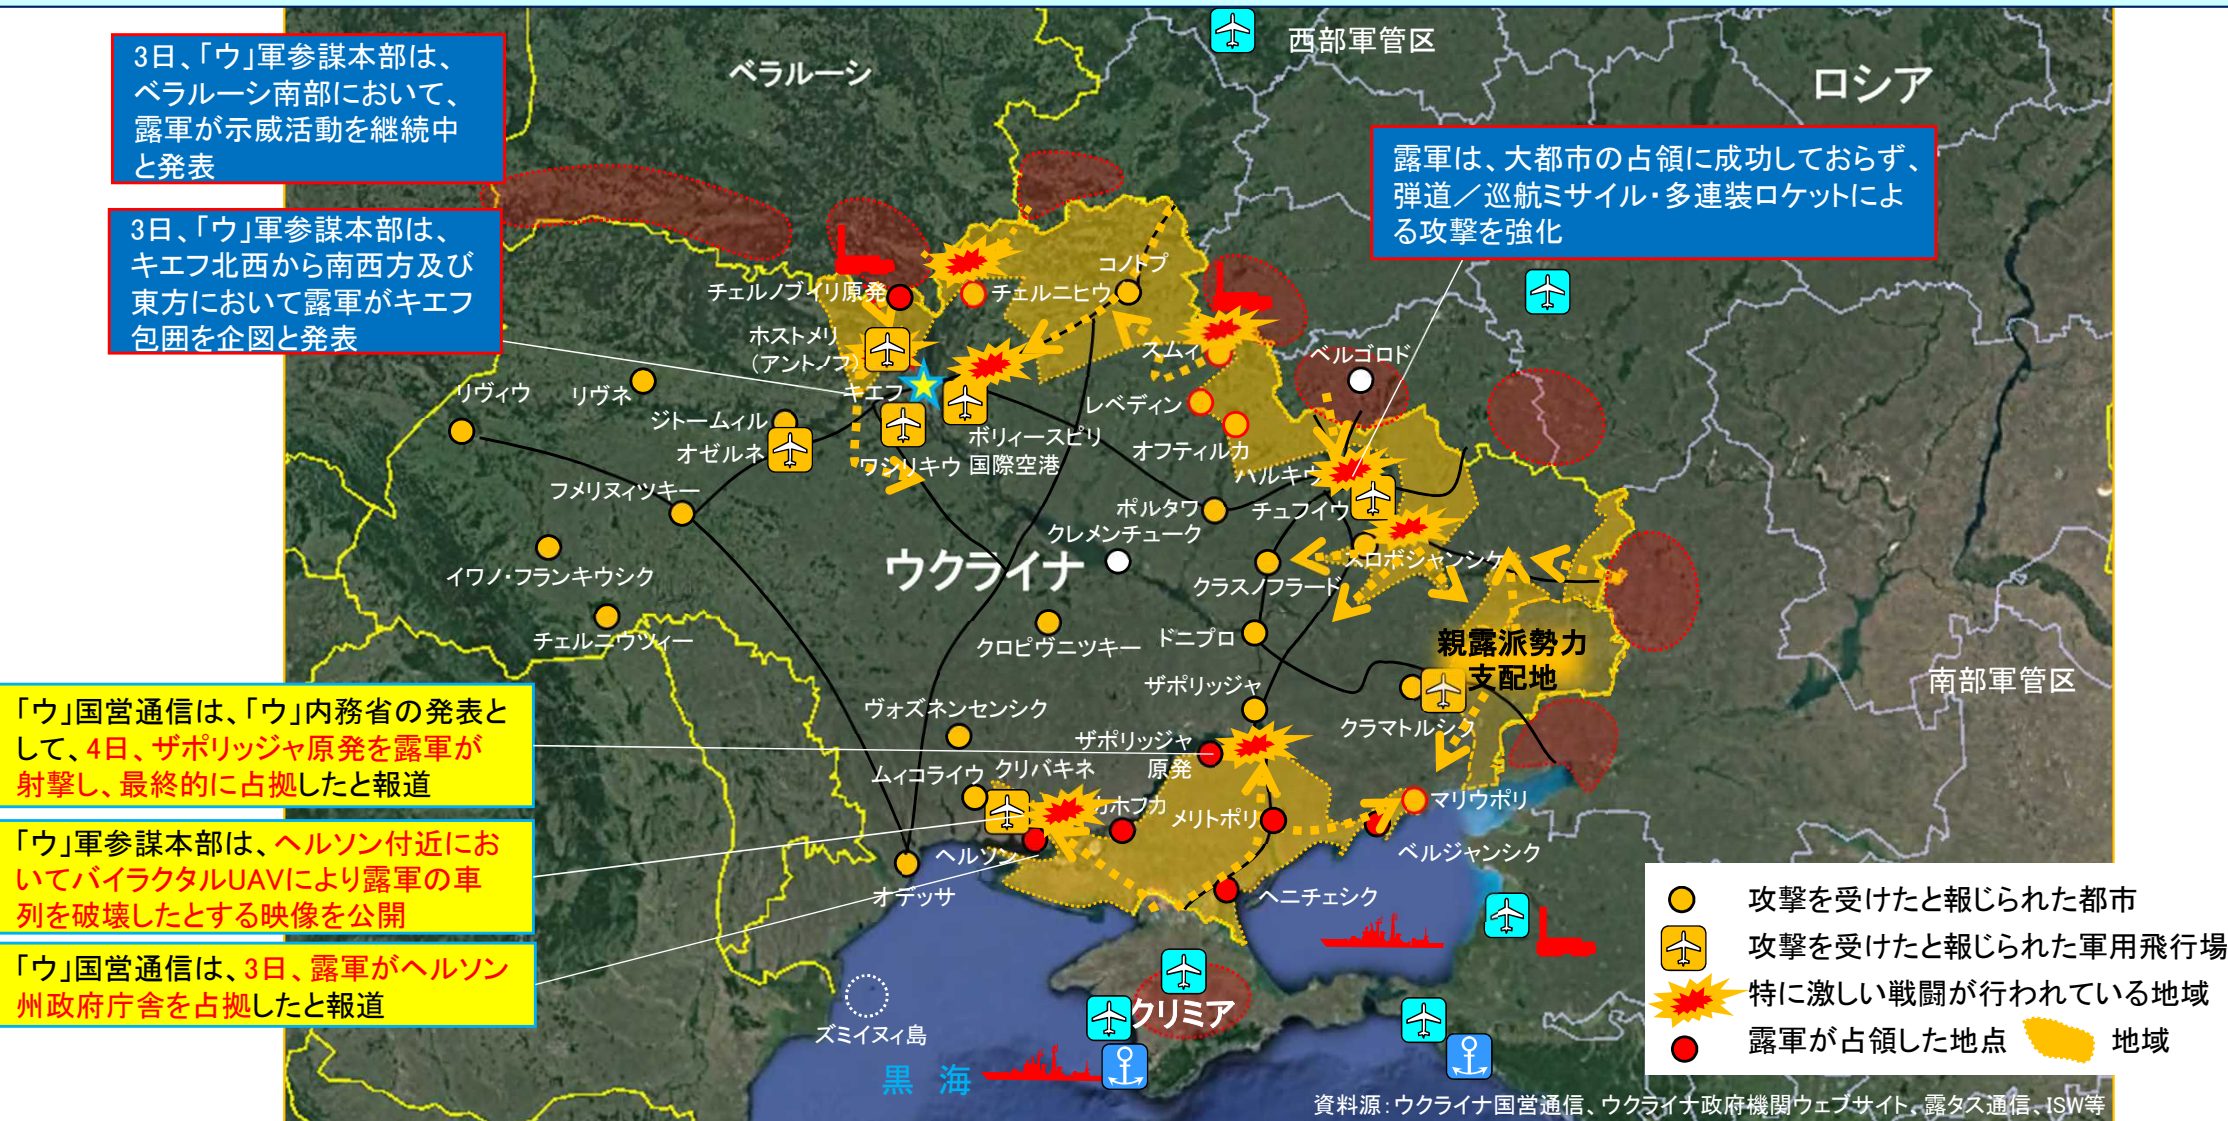 3日、「ウ」軍参謀本部は、
ベラルーシ南部において、
露軍が示威活動を継続中
と発表
3日、「ウ」軍参謀本部は、
キエフ北西から南西方及び
東方において露軍がキエフ
包囲を企図と発表
露軍は、大都市の占領に成功しておらず、
弾道／巡航ミサイル・多連装ロケットによ
る攻撃を強化
ベラルーシ
西部軍管区
ロシア
コノトプ
チェルノブイリ原発
チェルニヒウ
ホストメリ
（アントノフ）
スムイ
ベルゴロド
キエフ
リヴィウ
リヴネ
ジトームィル
オゼルネ
レベディン
ボリィースピリ
国際空港
ワシリキウ
オフティルカ
ハルキウ
フメリヌィツキー
ポルタワ
チュフイウ
クレメンチューク
ウクライナ
スロボジャンシケ
イワノ・フランキウシク
クラスノフラード
チェルニウツィー
クロピヴニツキー
ドニプロ
親露派勢力
支配地
南部軍管区
ザポリッジャ
ヴォズネンセンシク
クラマトルシク
ザポリッジャ
原発
ムィコライウ
クリバキネ
カホフカ
メリトポリ
マリウポリ
ヘルソン
ベルジャンシク
オデッサ
ヘニチェシク
「ウ」国営通信は、「ウ」内務省の発表と
して、4日、ザポリッジャ原発を露軍が
射撃し、最終的に占拠したと報道
「ウ」軍参謀本部は、ヘルソン付近にお
いてバイラクタルUAVにより露軍の車
列を破壊したとする映像を公開
「ウ」国営通信は、3日、露軍がヘルソン
州政府庁舎を占拠したと報道
クリミア
ズミイヌィ島
黒　海
攻撃を受けたと報じられた都市
攻撃を受けたと報じられた軍用飛行場
特に激しい戦闘が行われている地域
露軍が占領した地点
地域
資料源：ウクライナ国営通信、ウクライナ政府機関ウェブサイト、露タス通信、ISW等